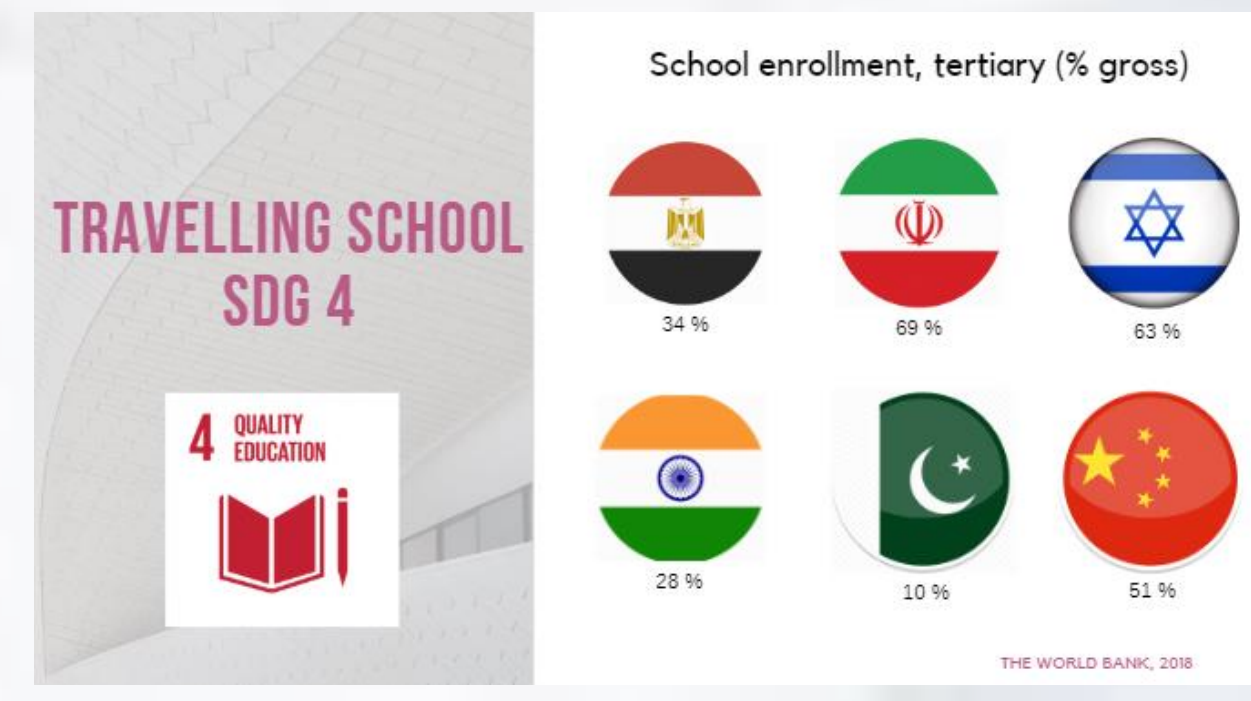 TRAVELLING SCHOOL
SDG 4
4 QUALITY
EDUCATION
School enrollment, tertiary (% gross)
34 %
69 %
63 %
28 %
10 %
51 %
THE WORLD BANK, 2018